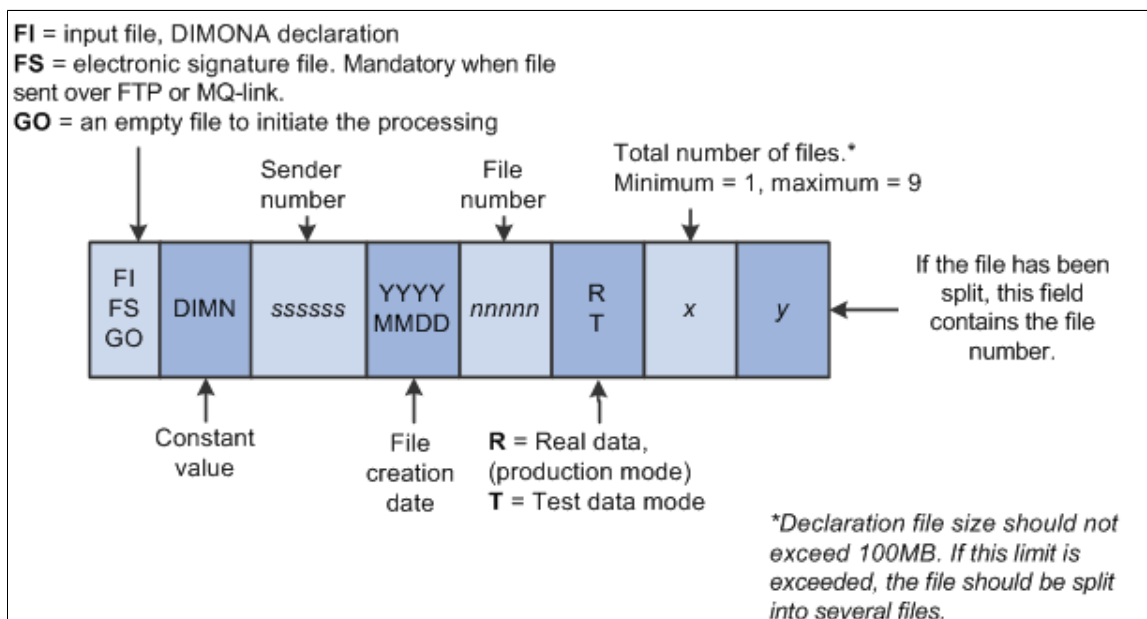 FI = input file, DIMONA declaration
FS = electronic signature file. Mandatory when file
sent over FTP or MQ-link.
GO = an empty file to initiate the processing
Sender
number
File
number
Total number of files.*
Minimum = 1, maximum = 9
FI
FS
GO
DIMN
ssssss
YYYY
MMDD
nnnnn
R
T
x
y
If the file has been
split, this field
contains the file
number.
Constant
value
File
creation
date
R = Real data,
(production mode)
T = Test data mode
*Declaration file size should not
exceed 100MB. If this limit is
exceeded, the file should be split
into several files.